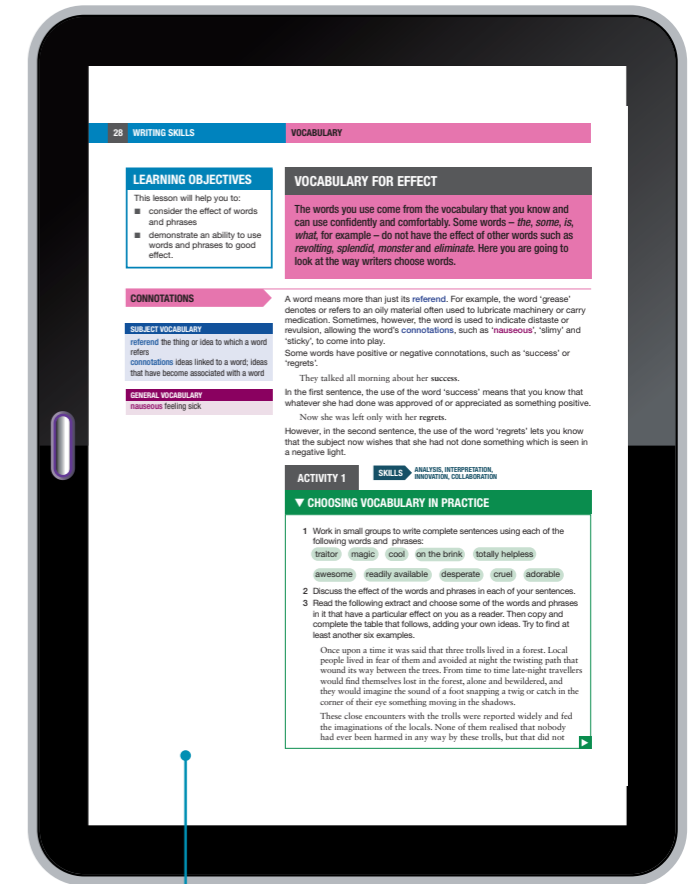 28 WRITING SKILLS
VOCABULARY
LEARNING OBJECTIVES
This lesson will help you to:
■ consider the effect of words
and phrases
■ demonstrate an ability to use
words and phrases to good
effect.
VOCABULARY FOR EFFECT
The words you use come from the vocabulary that you know and
can use confidently and comfortably. Some words – the, some, is,
what, for example – do not have the effect of other words such as
revolting, splendid, monster and eliminate. Here you are going to
look at the way writers choose words.
CONNOTATIONS
SUBJECT VOCABULARY
referend the thing or idea to which a word
refers
connotations ideas linked to a word; ideas
that have become associated with a word
GENERAL VOCABULARY
nauseous feeling sick
A word means more than just its referend. For example, the word ‘grease’
denotes or refers to an oily material often used to lubricate machinery or carry
medication. Sometimes, however, the word is used to indicate distaste or
revulsion, allowing the word's connotations, such as ‘nauseous’, ‘slimy’ and
‘sticky’, to come into play.
Some words have positive or negative connotations, such as ‘success’ or
‘regrets’.
They talked all morning about her success.
In the first sentence, the use of the word ‘success’ means that you know that
whatever she had done was approved of or appreciated as something positive.
Now she was left only with her regrets.
However, in the second sentence, the use of the word ‘regrets’ lets you know
that the subject now wishes that she had not done something which is seen in
a negative light.
ACTIVITY 1
SKILLS
ANALYSIS, INTERPRETATION,
INNOVATION, COLLABORATION
▼ CHOOSING VOCABULARY IN PRACTICE
1 Work in small groups to write complete sentences using each of the
following words and phrases:
traitor magic cool on the brink totally helpless
awesome readily available desperate cruel adorable
2 Discuss the effect of the words and phrases in each of your sentences.
3 Read the following extract and choose some of the words and phrases
in it that have a particular effect on you as a reader. Then copy and
complete the table that follows, adding your own ideas. Try to find at
least another six examples.
Once upon a time it was said that three trolls lived in a forest. Local
people lived in fear of them and avoided at night the twisting path that
wound its way between the trees. From time to time late-night travellers
would find themselves lost in the forest, alone and bewildered, and
they would imagine the sound of a foot snapping a twig or catch in the
corner of their eye something moving in the shadows.
These close encounters with the trolls were reported widely and fed
the imaginations of the locals. None of them realised that nobody
had ever been harmed in any way by these trolls, but that did not